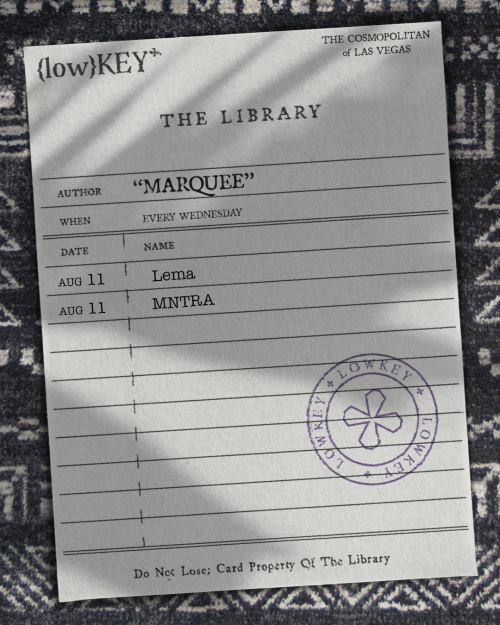 {low}KEY
THE COSMOPOLITAN
of LAS VEGAS
THE LIBRARY
AUTHOR “MARQUEE”
WHEN EVERY WEDNESDAY
DATE NAME
AUG 11 Lema
AUG 11 MNTRA
LOWKEY LOWKEY LOWKEY LOWKEY
Do Not Lose; Card Property Of The Library